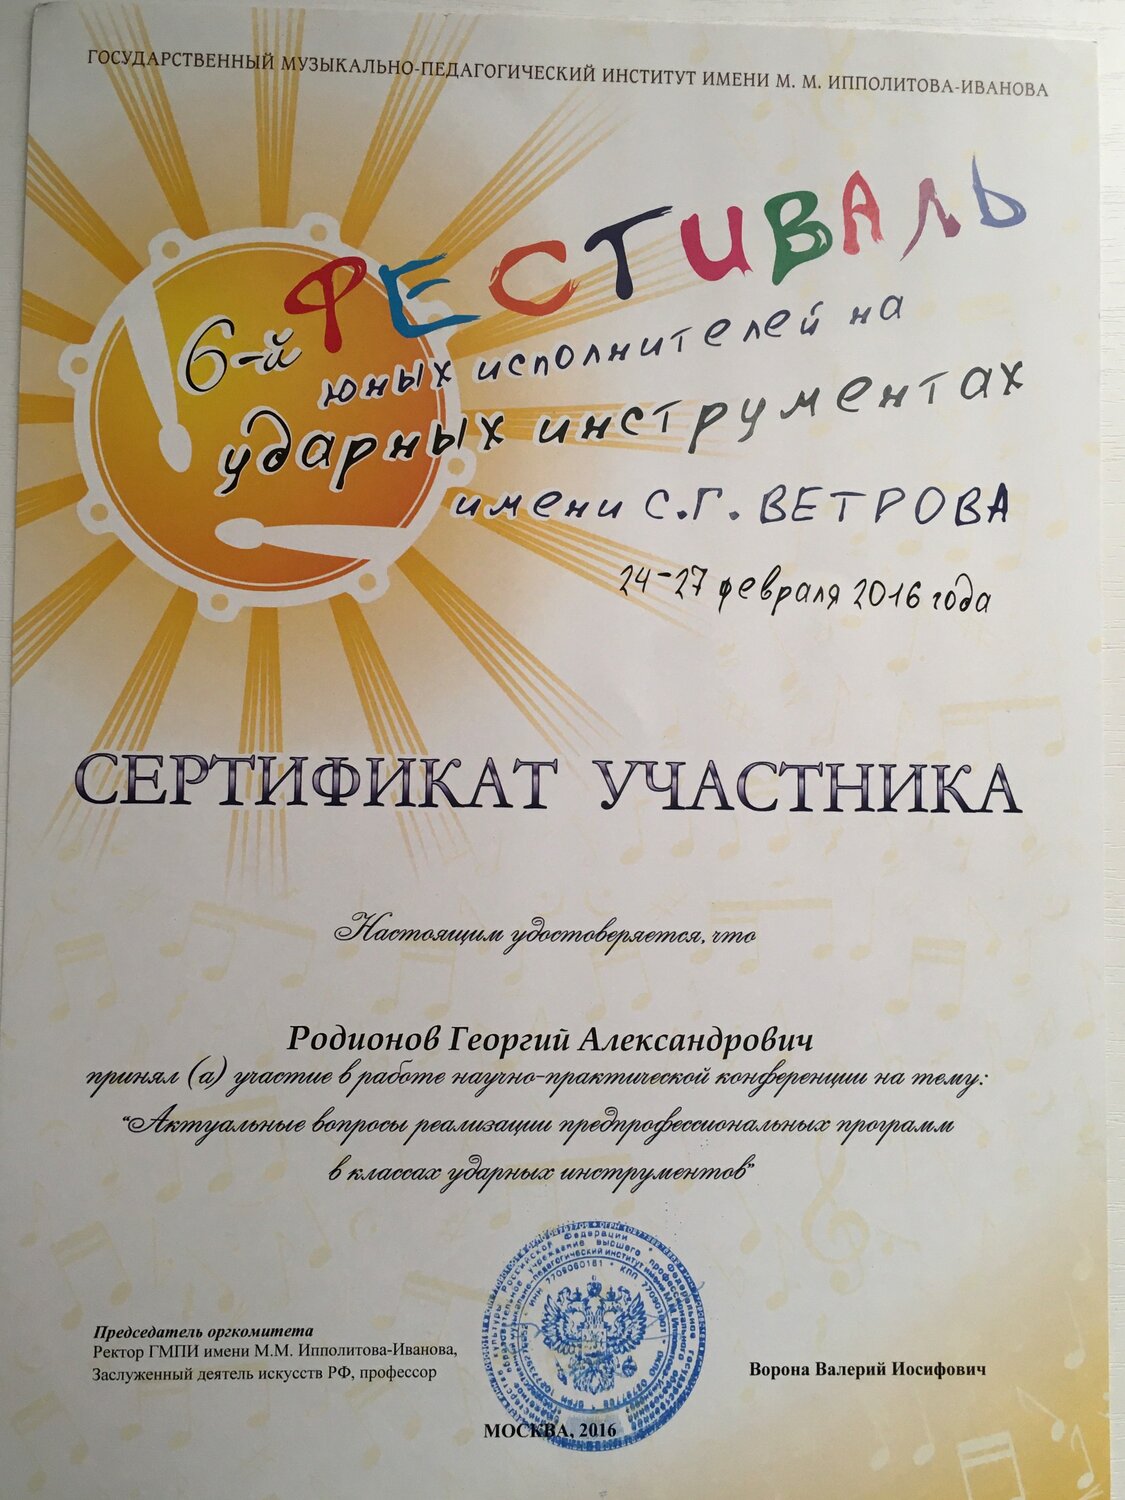 ГОСУДАРСТВЕННЫЙ МУЗЫКАЛЬНО-ПЕДАГОГИЧЕСКИЙ ИНСТИТУТ ИМЕНИ М. М. ИППОЛИТОВА-ИВАНОВА
6-й ФЕСТИВАЛЬ
юных исполнителей на
ударных инструментах
имени С.Г. ВЕТРОВА
24-27 февраля 2016 года
СЕРТИФИКАТ УЧАСТНИКА
Настоящим удостоверяется, что
Родионов Георгий Александрович
принял (а) участие в работе научно-практической конференции на тему:
"Актуальные вопросы реализации предпрофессиональных программ
в классах ударных инструментов"
Председатель оргкомитета
Ректор ГМПИ имени М.М. Ипполитова-Иванова,
Заслуженный деятель искусств РФ, профессор
Ворона Валерий Иосифович
МОСКВА, 2016